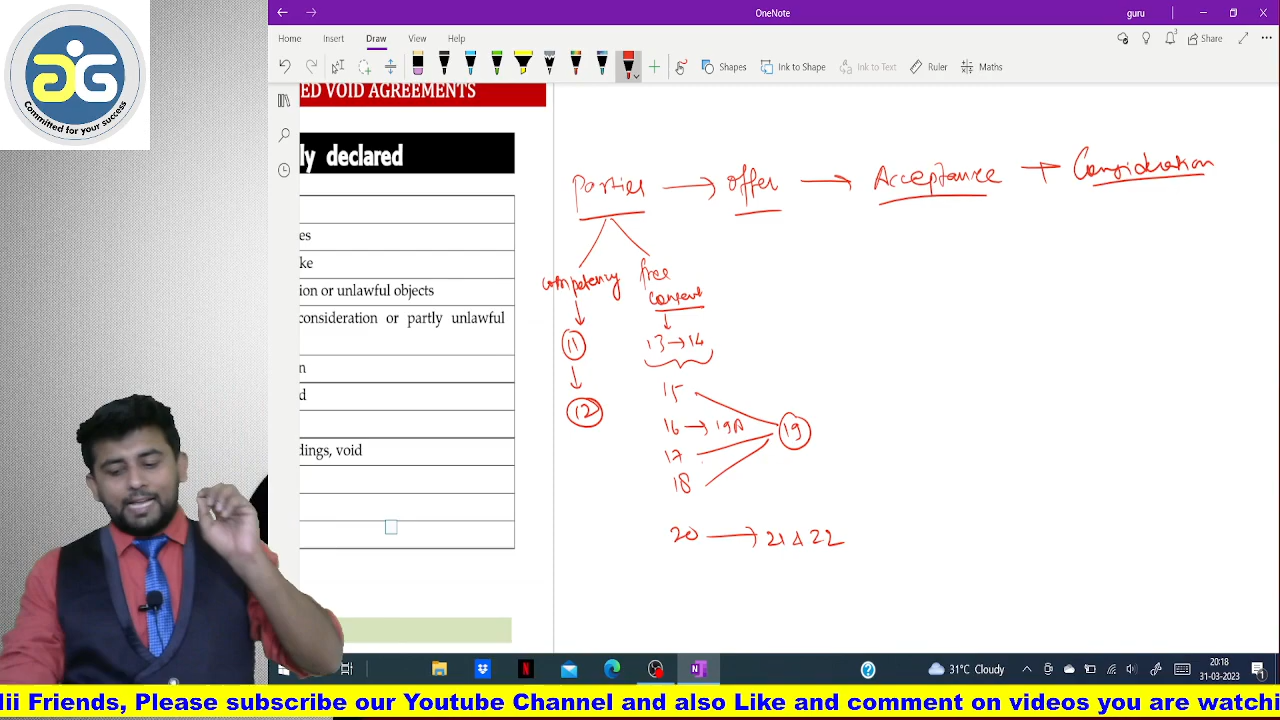 Committed for your success
OneNote
guru
Home
Insert
Draw
View
Help
3
Share
Shapes
Ink to Shape
Ink to Text
Ruler
Maths
ED VOID AGREEMENTS
ly declared
es
ke
ion or unlawful objects
consideration or partly unlawful
n
d
dings, void
Parties → Offer → Acceptance → Consideration
competency
free
consent
11
12
13 → 14
15
16 → 19A
19
17
18
20 → 21 & 22
31°C Cloudy
20:18
31-03-2023
1
Hii Friends, Please subscribe our Youtube Channel and also Like and comment on videos you are watchi